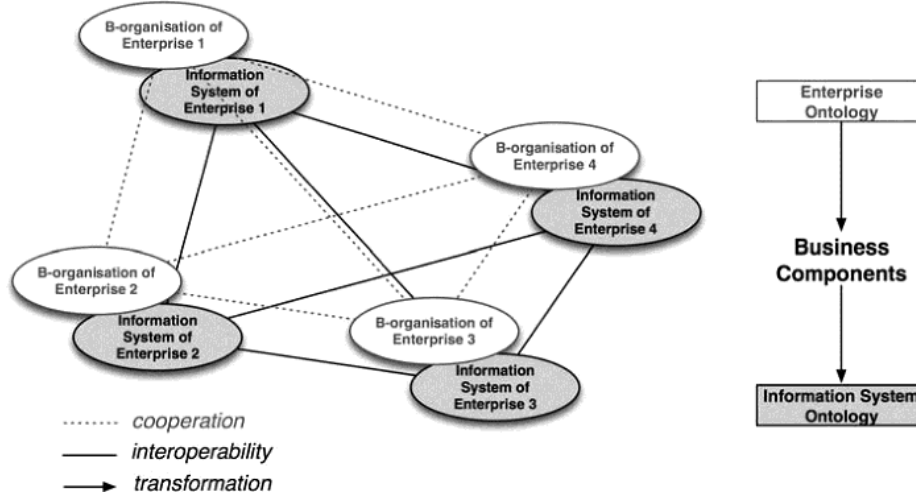 B-organisation of
Enterprise 1
Information
System of
Enterprise 1
B-organisation of
Enterprise 4
Information
System of
Enterprise 4
B-organisation of
Enterprise 2
Information
System of
Enterprise 2
B-organisation of
Enterprise 3
Information
System of
Enterprise 3
cooperation
interoperability
transformation
Enterprise
Ontology
Business
Components
Information System
Ontology